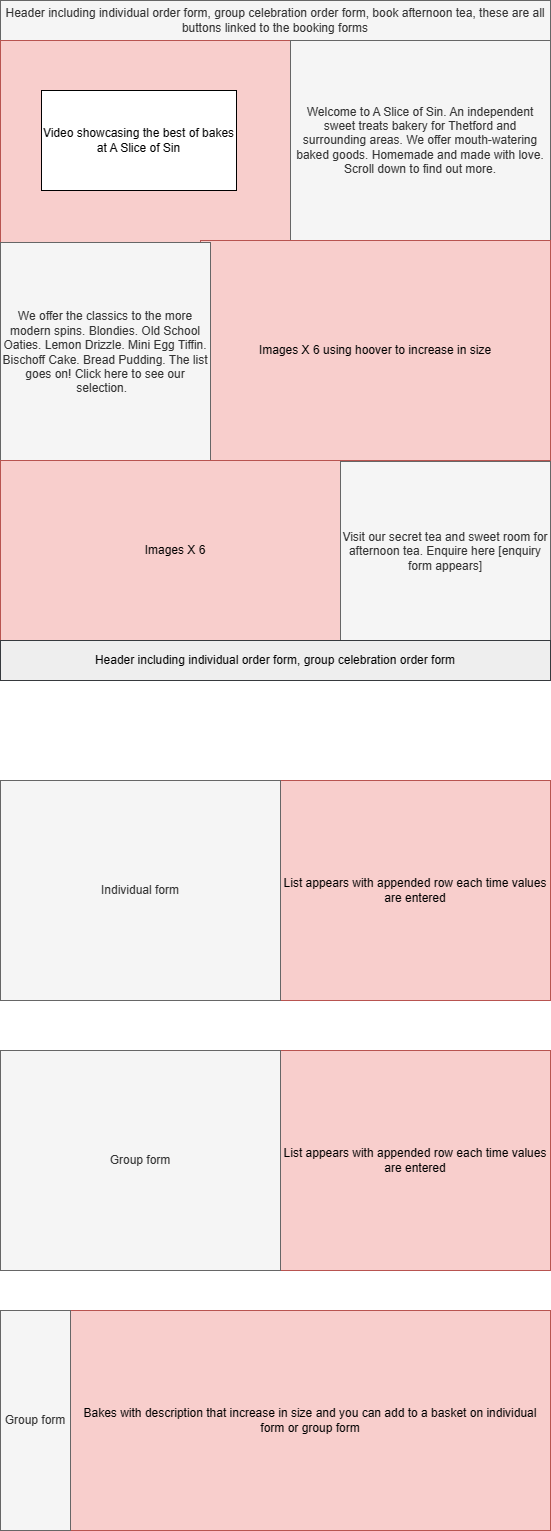 Header including individual order form, group celebration order form, book afternoon tea, these are all
buttons linked to the booking forms
Video showcasing the best of bakes
at A Slice of Sin
Welcome to A Slice of Sin. An independent
sweet treats bakery for Thetford and
surrounding areas. We offer mouth-watering
baked goods. Homemade and made with love.
Scroll down to find out more.
We offer the classics to the more
modern spins. Blondies. Old School
Oaties. Lemon Drizzle. Mini Egg Tiffin.
Bischoff Cake. Bread Pudding. The list
goes on! Click here to see our
selection.
Images X 6 using hoover to increase in size
Images X 6
Visit our secret tea and sweet room for
afternoon tea. Enquire here [enquiry
form appears]
Header including individual order form, group celebration order form
Individual form
List appears with appended row each time values
are entered
Group form
List appears with appended row each time values
are entered
Group form
Bakes with description that increase in size and you can add to a basket on individual
form or group form